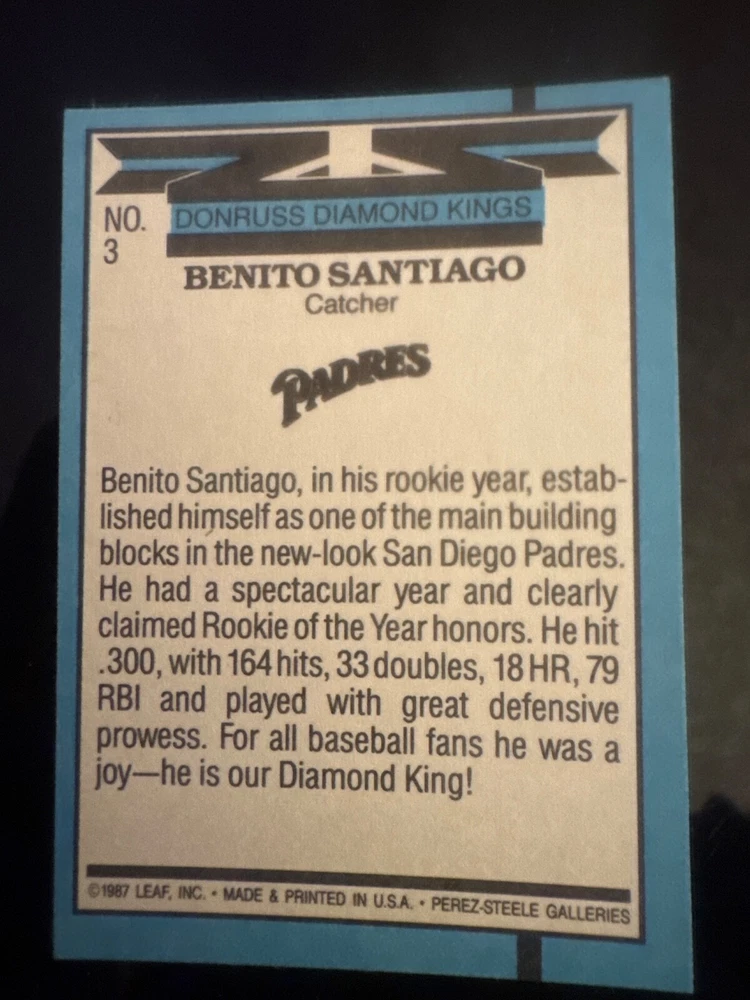 NO.
3
DONRUSS DIAMOND KINGS
BENITO SANTIAGO
Catcher
PADRES
Benito Santiago, in his rookie year, estab-
lished himself as one of the main building
blocks in the new-look San Diego Padres.
He had a spectacular year and clearly
claimed Rookie of the Year honors. He hit
.300, with 164 hits, 33 doubles, 18 HR, 79
RBI and played with great defensive
prowess. For all baseball fans he was a
joy—he is our Diamond King!
©1987 LEAF, INC. • MADE & PRINTED IN U.S.A. • PEREZ-STEELE GALLERIES